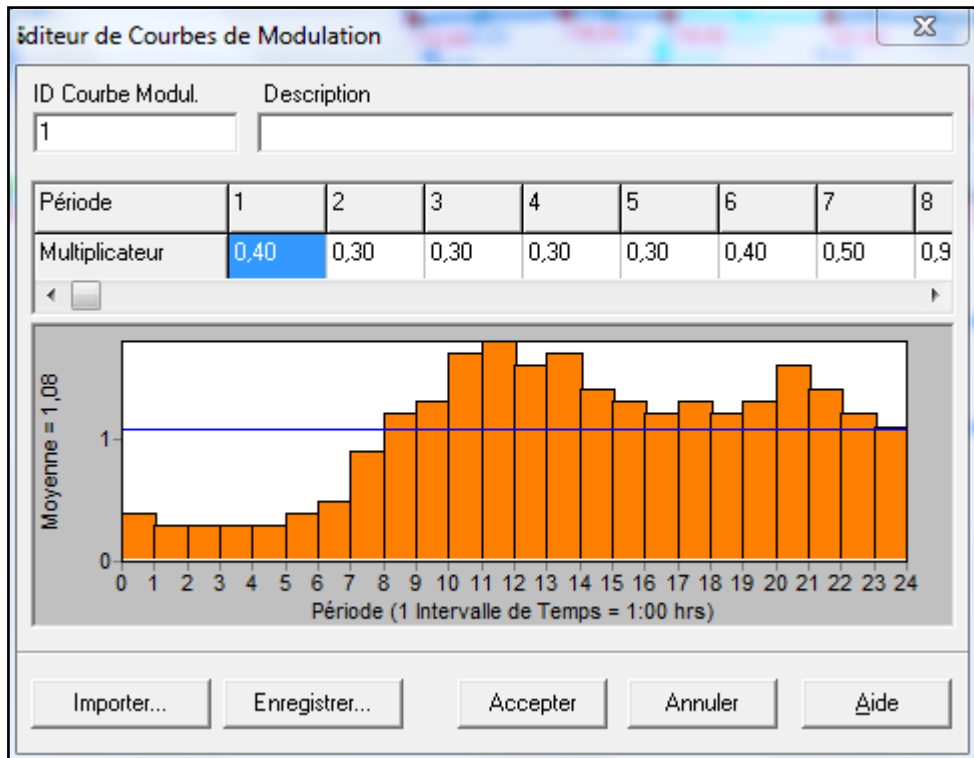 Éditeur de Courbes de Modulation
ID Courbe Modul. Description
1
Période 1 2 3 4 5 6 7 8
Multiplicateur 0,40 0,30 0,30 0,30 0,30 0,40 0,50 0,9
Moyenne = 1,08
1
0
0 1 2 3 4 5 6 7 8 9 10 11 12 13 14 15 16 17 18 19 20 21 22 23 24
Période (1 Intervalle de Temps = 1:00 hrs)
Importer... Enregistrer... Accepter Annuler Aide